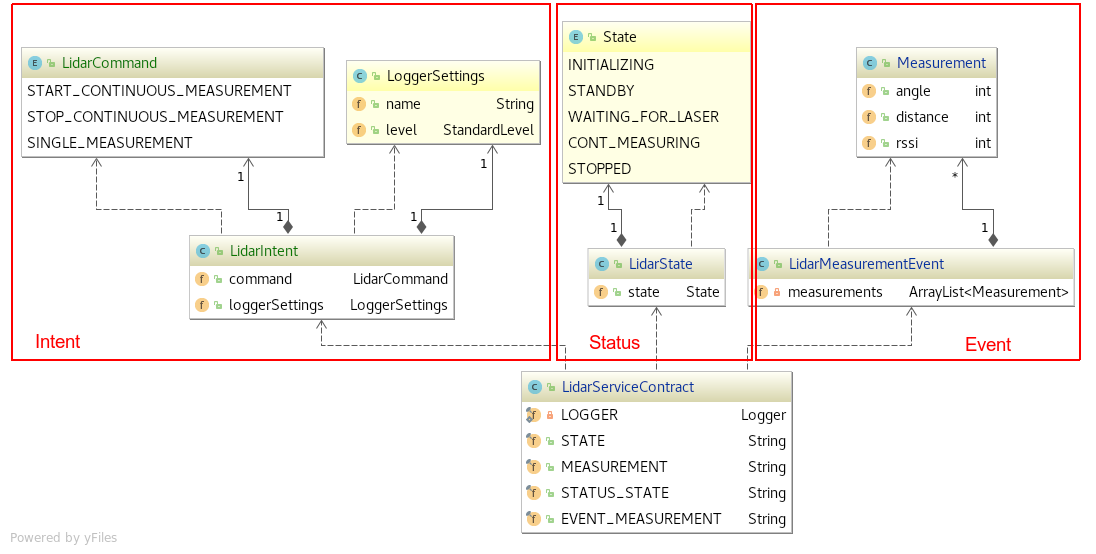 E LidarCommand
START_CONTINUOUS_MEASUREMENT
STOP_CONTINUOUS_MEASUREMENT
SINGLE_MEASUREMENT
C LoggerSettings
f name String
f level StandardLevel
1
1
1
1
C LidarIntent
f command LidarCommand
f loggerSettings LoggerSettings
Intent
E State
INITIALIZING
STANDBY
WAITING_FOR_LASER
CONT_MEASURING
STOPPED
1
1
C LidarState
f state State
Status
C Measurement
f angle int
f distance int
f rssi int
*
1
C LidarMeasurementEvent
f measurements ArrayList<Measurement>
Event
C LidarServiceContract
f LOGGER Logger
f STATE String
f MEASUREMENT String
f STATUS_STATE String
f EVENT_MEASUREMENT String
Powered by yFiles